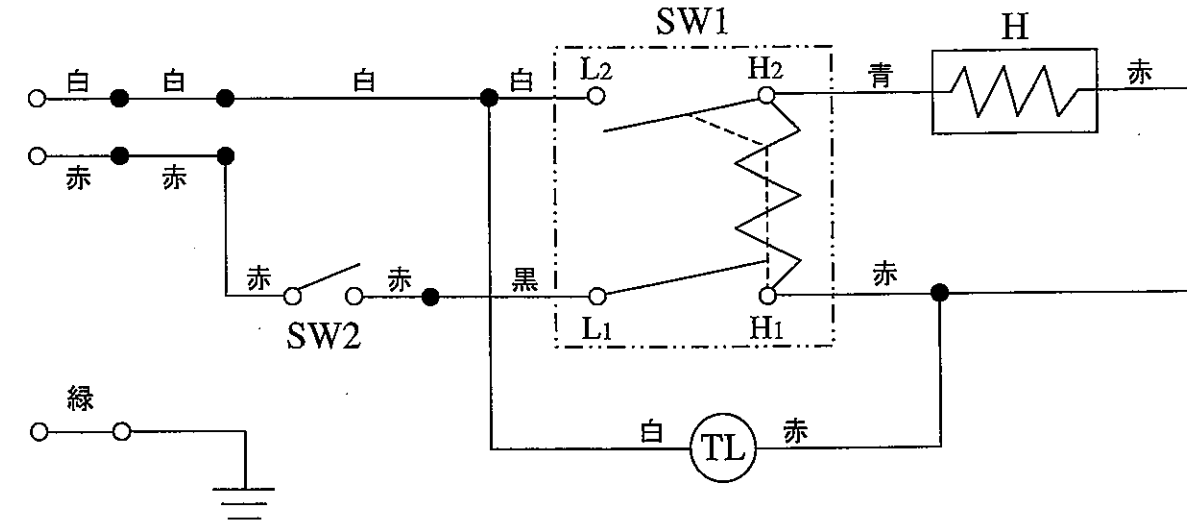 SW1
H
白 白 白 白 L2 H2 青 赤
赤 赤
赤 赤 黒 赤
SW2 L1 H1
緑
白 TL 赤